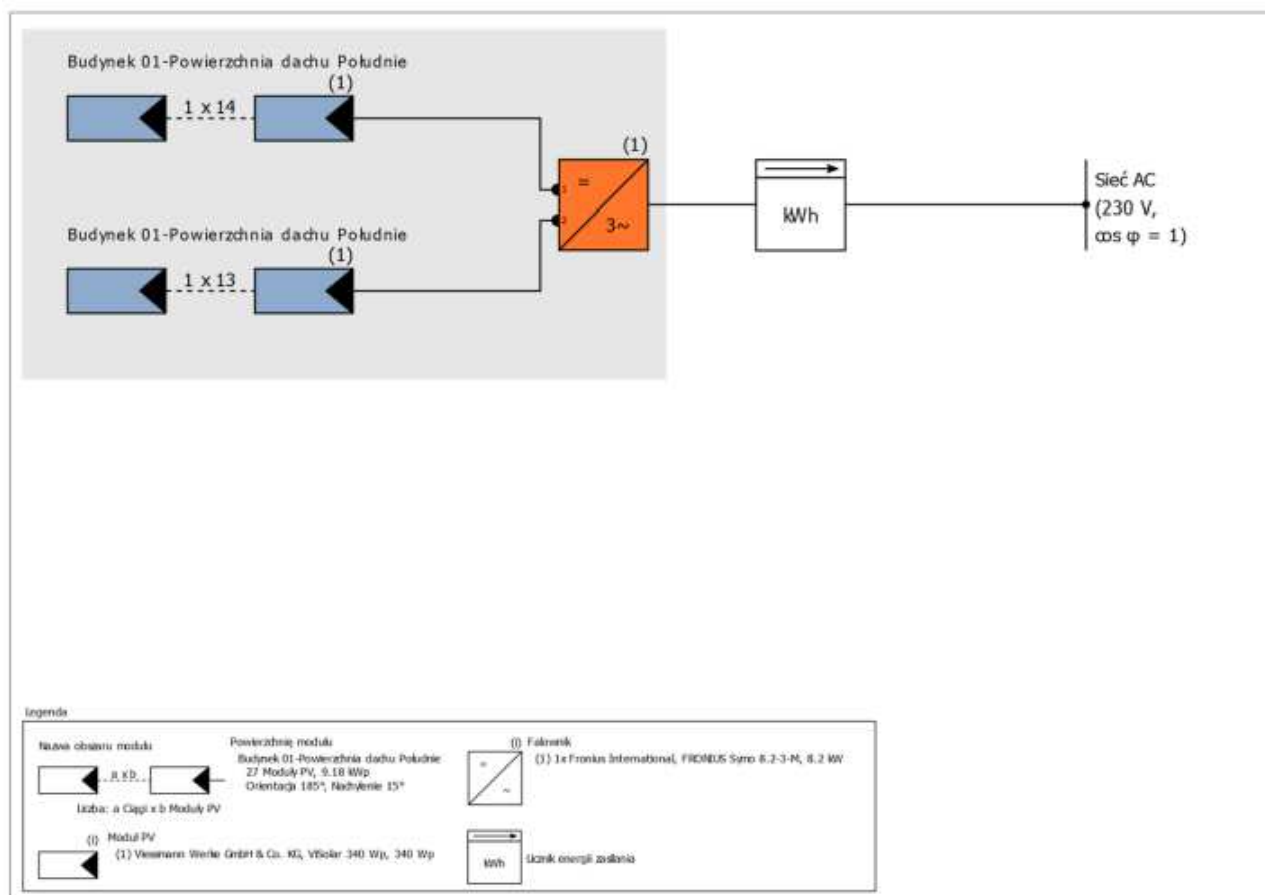 Budynek 01-Powierzchnia dachu Południe
(1)
1 x 14
(1)
1
=
2
3~
kWh
Sieć AC
(230 V,
cos φ = 1)
Budynek 01-Powierzchnia dachu Południe
(1)
1 x 13
Legenda
Nazwa obszaru modułu
a x b
Liczba: a Ciągi x b Moduły PV
Powierzchnię modułu
Budynek 01-Powierzchnia dachu Południe
27 Moduły PV, 9.18 kWp
Orientacja 185°, Nachylenie 15°
(i) Falownik
(1) 1x Fronius International, FRONIUS Symo 8.2-3-M, 8.2 kW
=
~
(i) Moduł PV
(1) Viessmann Werke GmbH & Co. KG, ViSolar 340 Wp, 340 Wp
kWh
Licznik energii zasilania